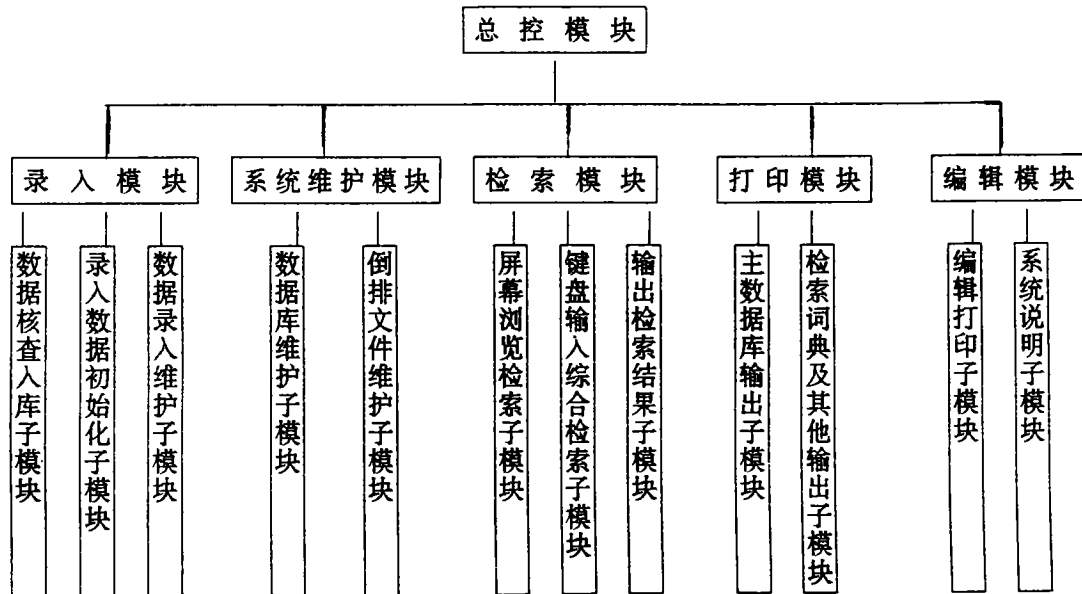 总控模块
录入模块
系统维护模块
检索模块
打印模块
编辑模块
数据核查入库子模块
录入数据初始化子模块
数据录入维护子模块
数据库维护子模块
倒排文件维护子模块
屏幕浏览检索子模块
键盘输入综合检索子模块
输出检索结果子模块
主数据库输出子模块
检索词典及其他输出子模块
编辑打印子模块
系统说明子模块